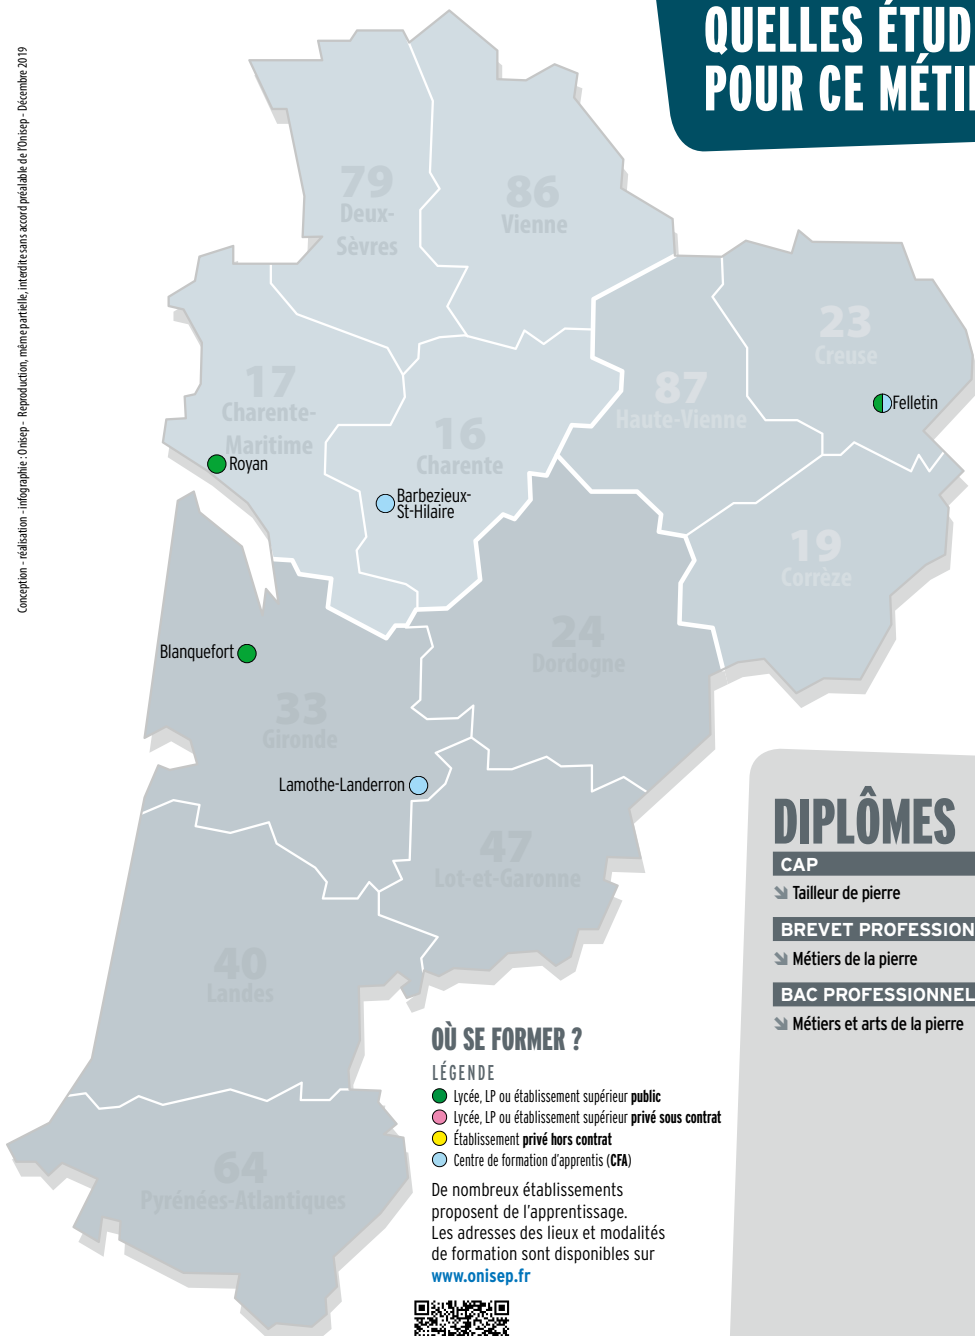 QUELLES ÉTUD
POUR CE MÉTI
Conception - réalisation - infographie : Onisep - Reproduction, même partielle, interdite sans accord préalable de l'Onisep - Décembre 2019
79
Deux-
Sèvres
86
Vienne
23
Creuse
17
Charente-
Maritime
87
Haute-Vienne
16
Charente
Felletin
Royan
Barbezieux-
St-Hilaire
19
Corrèze
24
Dordogne
Blanquefort
33
Gironde
Lamothe-Landerron
47
Lot-et-Garonne
40
Landes
64
Pyrénées-Atlantiques
DIPLÔMES
CAP
Tailleur de pierre
BREVET PROFESSION
Métiers de la pierre
BAC PROFESSIONNEL
Métiers et arts de la pierre
OÙ SE FORMER ?
LÉGENDE
Lycée, LP ou établissement supérieur public
Lycée, LP ou établissement supérieur privé sous contrat
Établissement privé hors contrat
Centre de formation d'apprentis (CFA)
De nombreux établissements
proposent de l'apprentissage.
Les adresses des lieux et modalités
de formation sont disponibles sur
www.onisep.fr